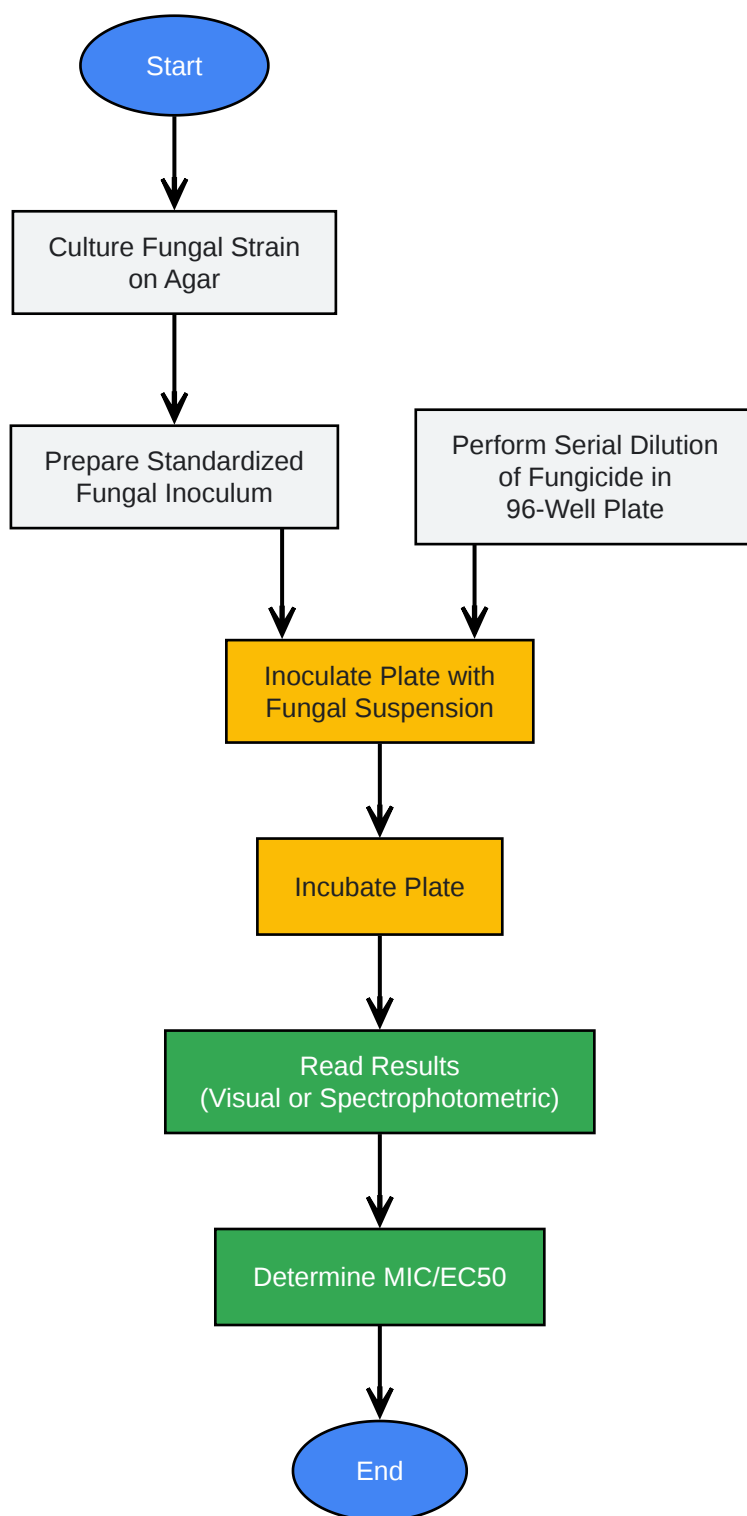 Start
Culture Fungal Strain
on Agar
Prepare Standardized
Fungal Inoculum
Perform Serial Dilution
of Fungicide in
96-Well Plate
Inoculate Plate with
Fungal Suspension
Incubate Plate
Read Results
(Visual or Spectrophotometric)
Determine MIC/EC50
End